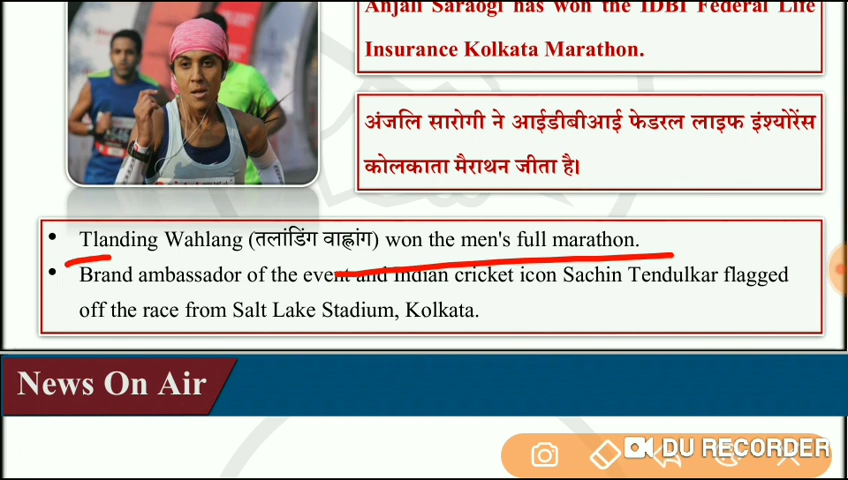 Anjali Saraogi has won the IDBI Federal Life
Insurance Kolkata Marathon.
अंजलि सारोगी ने आईडीबीआई फेडरल लाइफ इंश्योरेंस
कोलकाता मैराथन जीता है।
• Tlanding Wahlang (तलांडिंग वाह्लांग) won the men's full marathon.
• Brand ambassador of the event and Indian cricket icon Sachin Tendulkar flagged
off the race from Salt Lake Stadium, Kolkata.
News On Air
DU RECORDER